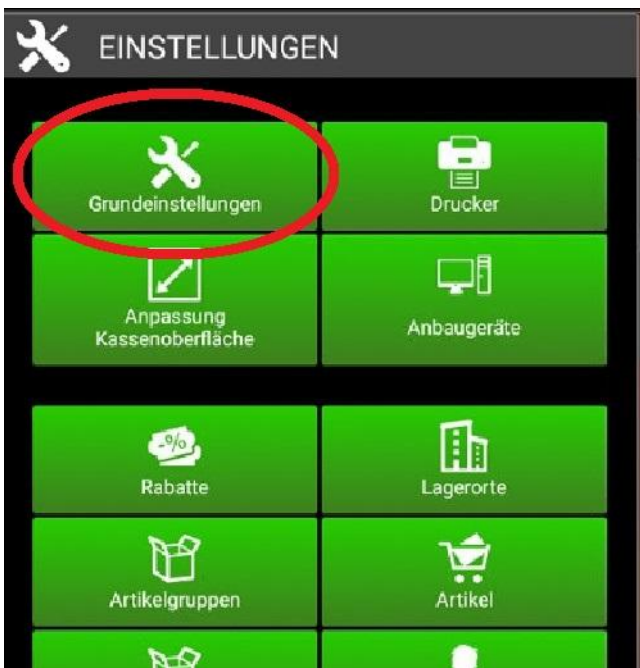 EINSTELLUNGEN
Grundeinstellungen
Drucker
Anpassung
Kassenoberfläche
Anbaugeräte
-%
Rabatte
Lagerorte
Artikelgruppen
Artikel